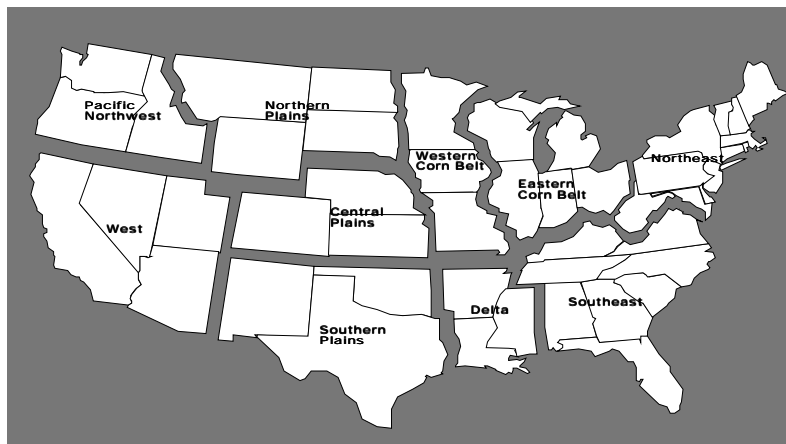 Pacific
Northwest
Northern
Plains
Northeast
Western
Corn Belt
Eastern
Corn Belt
Central
Plains
West
Southeast
Delta
Southern
Plains